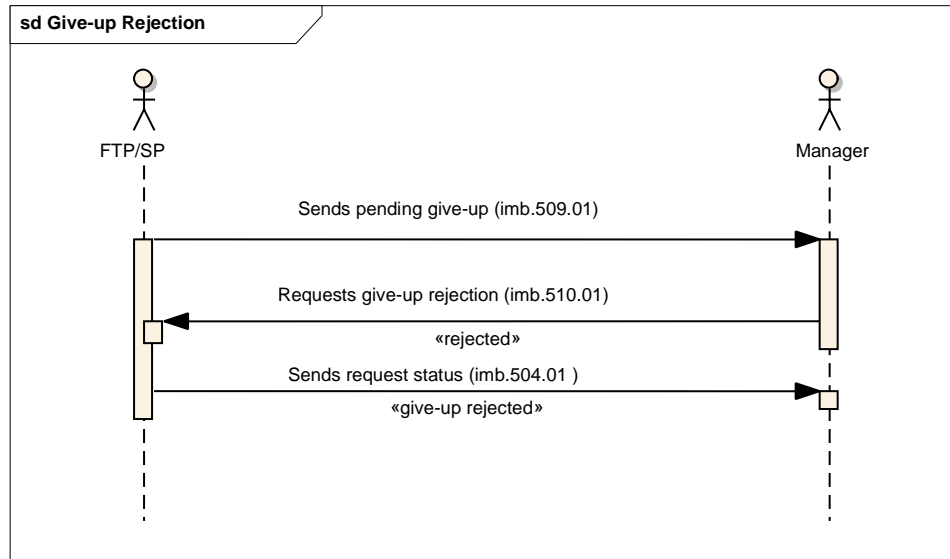 sd Give-up Rejection
FTP/SP
Manager
Sends pending give-up (imb.509.01)
Requests give-up rejection (imb.510.01)
«rejected»
Sends request status (imb.504.01 )
«give-up rejected»